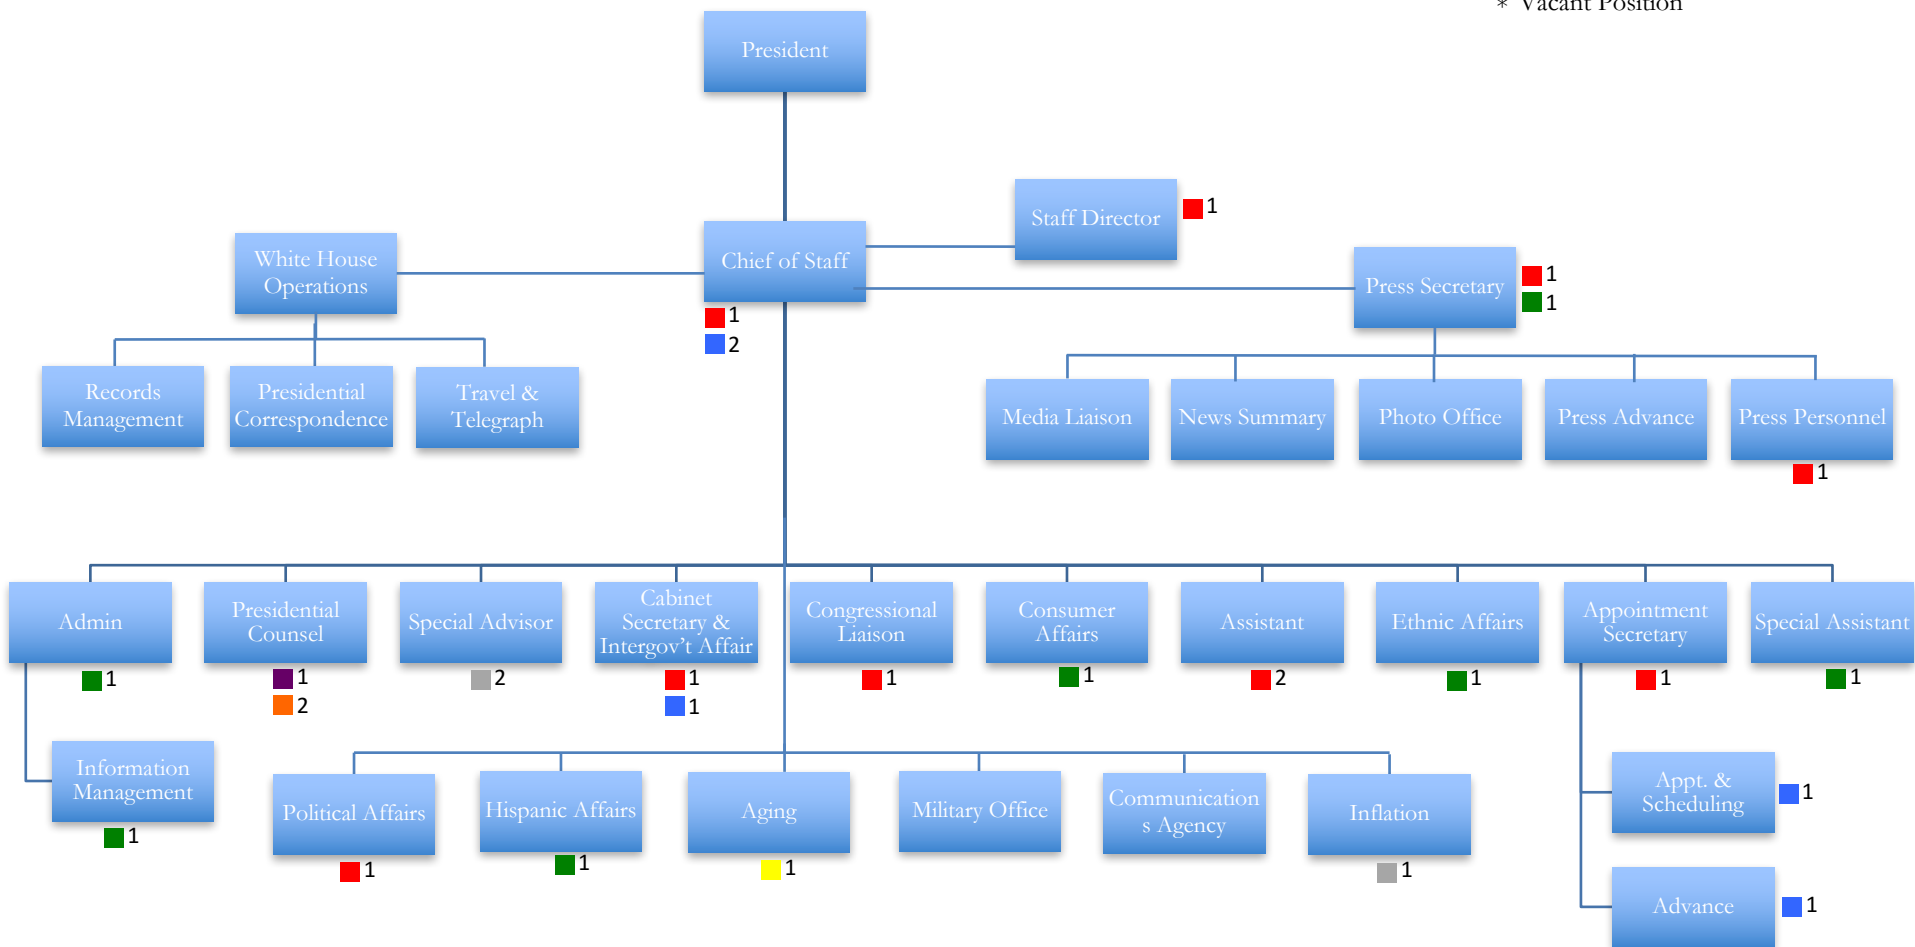 * Vacant Position
President
Staff Director
1
White House
Operations
Chief of Staff
1
2
Press Secretary
1
1
Records
Management
Presidential
Correspondence
Travel &
Telegraph
Media Liaison
News Summary
Photo Office
Press Advance
Press Personnel
1
Admin
1
Presidential
Counsel
1
2
Special Advisor
2
Cabinet
Secretary &
Intergov't Affair
1
1
Congressional
Liaison
1
Consumer
Affairs
1
Assistant
2
Ethnic Affairs
1
Appointment
Secretary
1
Special Assistant
1
Information
Management
1
Political Affairs
1
Hispanic Affairs
1
Aging
1
Military Office
Communication
s Agency
Inflation
1
Appt. &
Scheduling
1
Advance
1